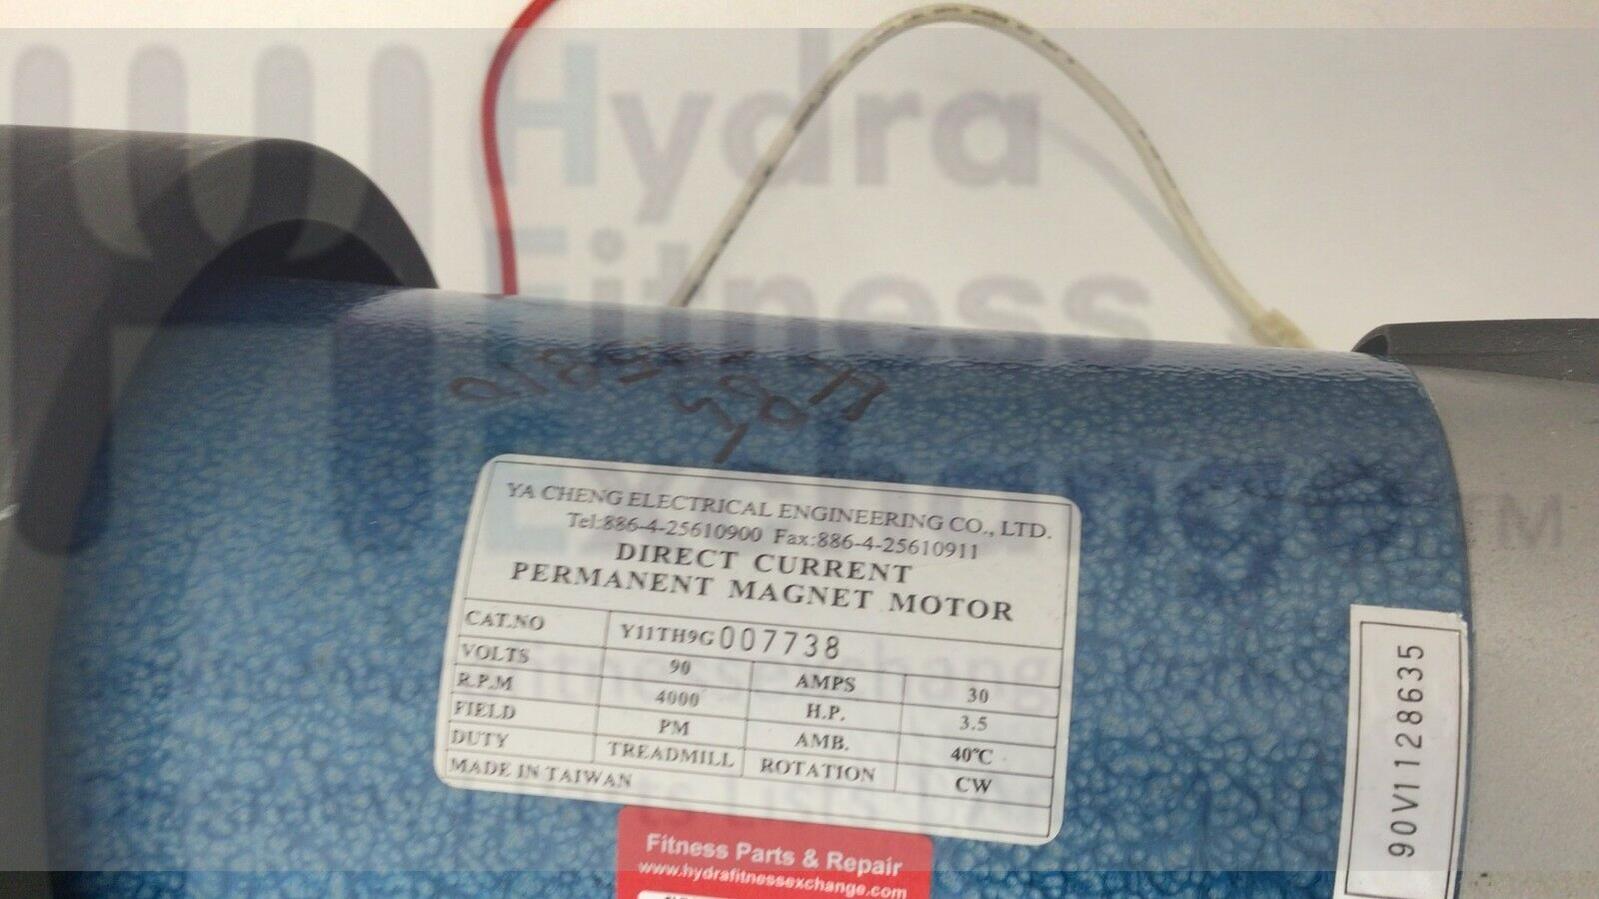 Hydra
Fitness
Exchange TM
YA CHENG ELECTRICAL ENGINEERING CO., LTD.
Tel:886-4-25610900 Fax:886-4-25610911
DIRECT CURRENT
PERMANENT MAGNET MOTOR
CAT.NO Y11TH9G007738
VOLTS 90 AMPS 30
R.P.M 4000 H.P. 3.5
FIELD PM AMB. 40°C
DUTY TREADMILL ROTATION CW
MADE IN TAIWAN
90V1128635
Fitness Parts & Repair
www.hydrafitnessexchange.com